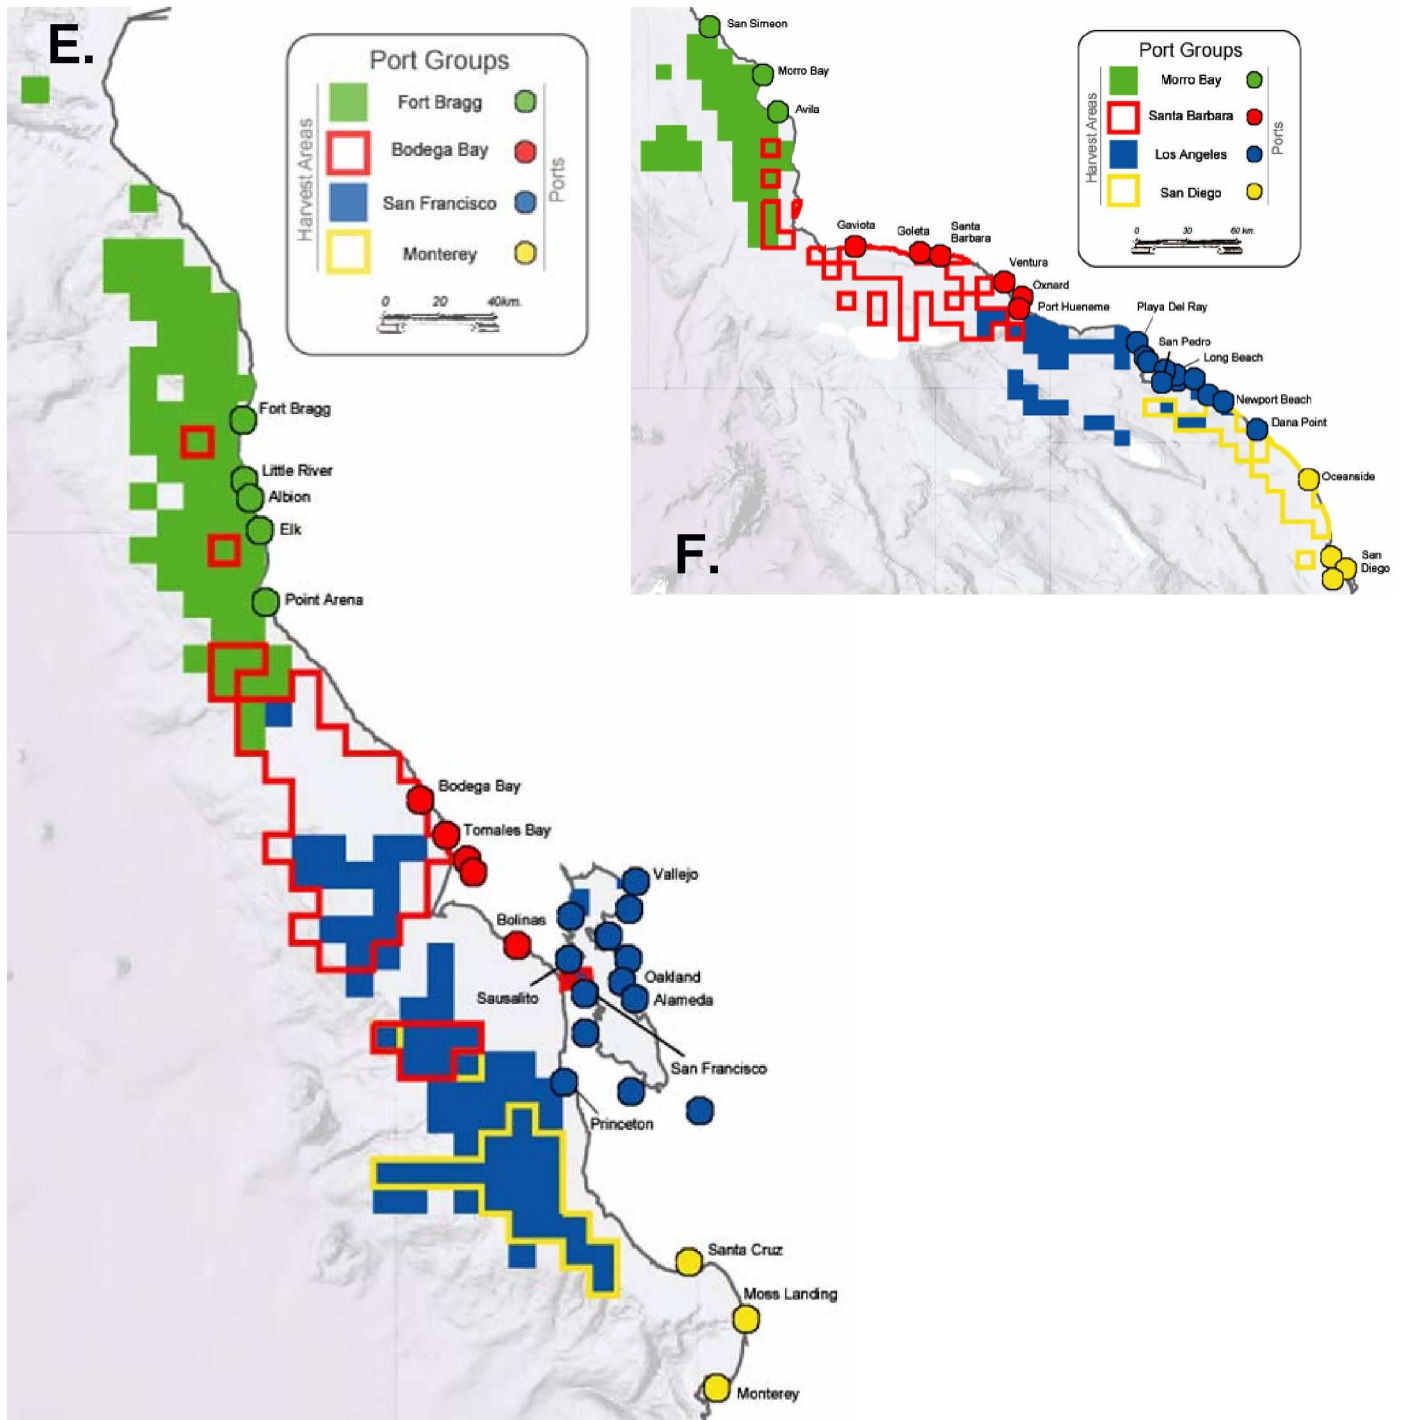 E.
Port Groups
Harvest Areas
Fort Bragg
Bodega Bay
San Francisco
Monterey
Ports
0 20 40km.
Fort Bragg
Little River
Albion
Elk
Point Arena
Bodega Bay
Tomales Bay
Vallejo
Bolinas
Oakland
Sausalito
Alameda
San Francisco
Princeton
Santa Cruz
Moss Landing
Monterey
F.
Port Groups
Harvest Areas
Morro Bay
Santa Barbara
Los Angeles
San Diego
Ports
0 30 60 km.
San Simeon
Morro Bay
Avila
Gaviota
Goleta
Santa
Barbara
Ventura
Oxnard
Port Hueneme
Playa Del Ray
San Pedro
Long Beach
Newport Beach
Dana Point
Oceanside
San
Diego